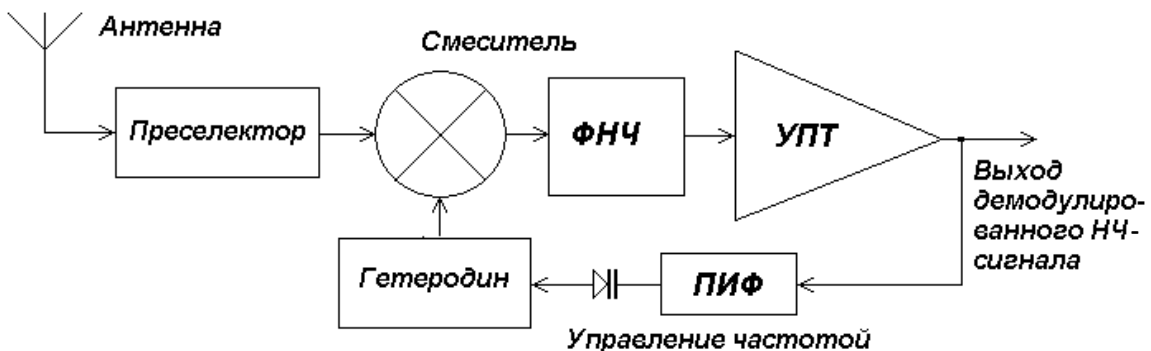 Антенна
Смеситель
Преселектор
ФНЧ
УПТ
Выход
демодулиро-
ванного НЧ-
сигнала
Гетеродин
ПИФ
Управление частотой